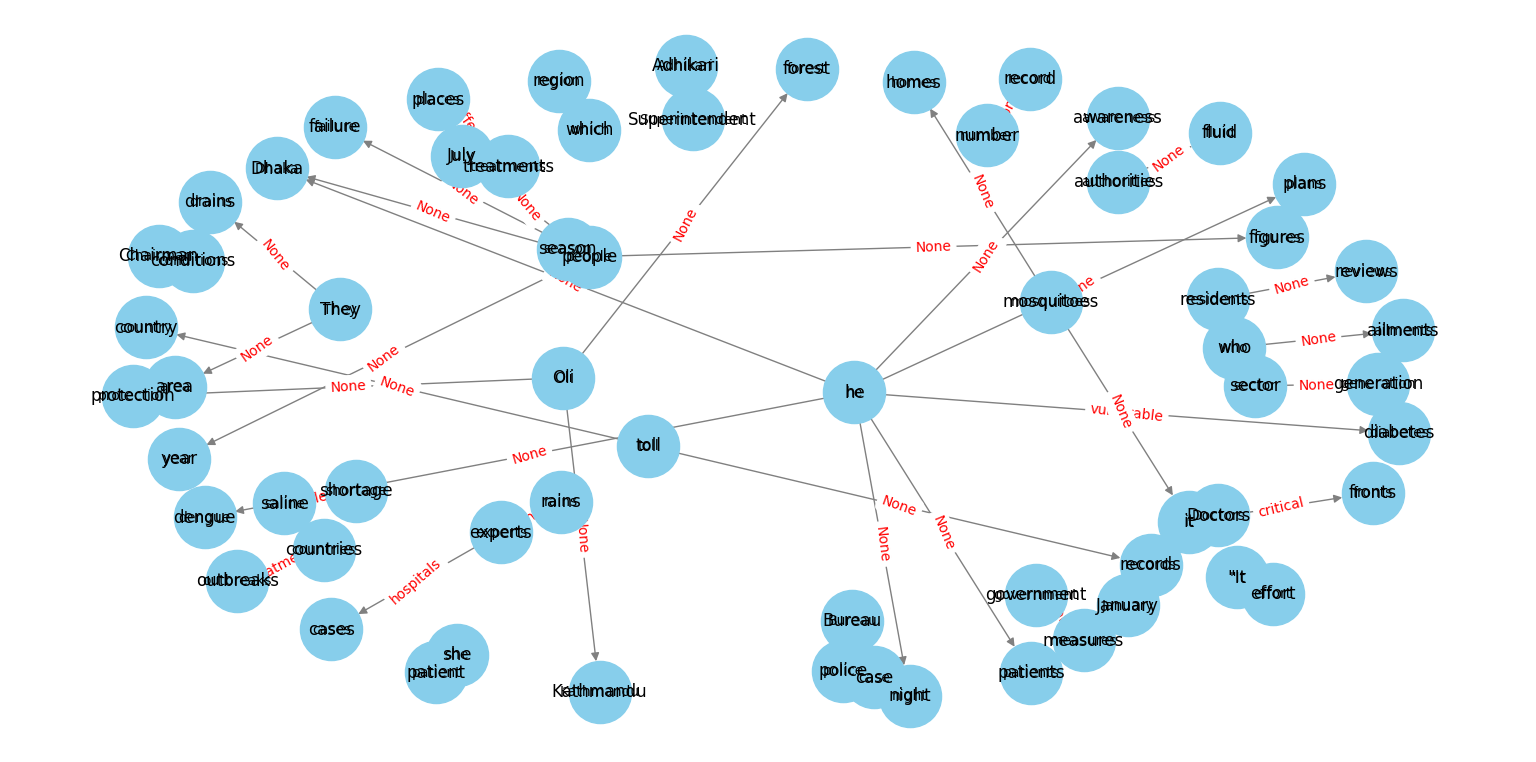 Adhikari
forest
region
homes
record
places
awareness
Superintendent
failure
which
number
fluid
July
None
treatments
Dhaka
authorities
plans
None
None
drains
None
None
figures
season
None
people
Chairman
conditions
None
None
reviews
residents
None
mosquitoes
They
country
ailments
None
who
None
None
Oli
area
None
None
sector
None
generation
protection
he
None
diabetes
toll
year
None
shortage
fronts
saline
rains
None
critical
dengue
it
Doctors
experts
None
None
None
countries
records
outbreaks
hospitals
"It
effort
government
January
cases
Bureau
measures
she
police
patient
case
patients
Kathmandu
night